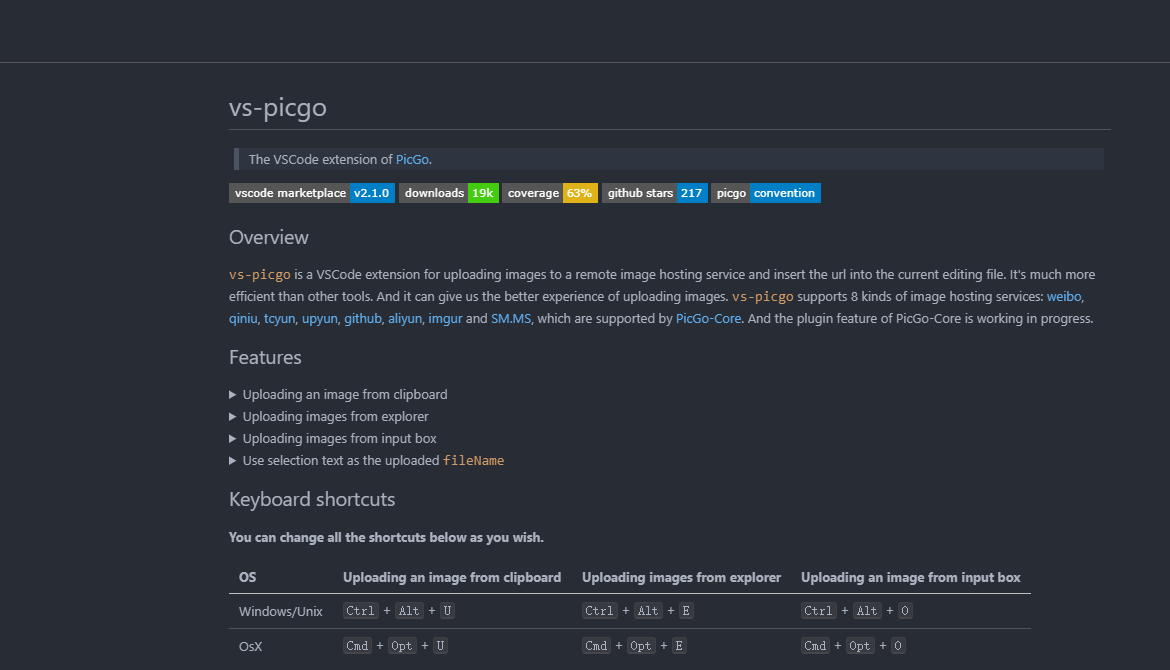 vs-picgo
The VSCode extension of PicGo.
vscode marketplace v2.1.0 downloads 19k coverage 63% github stars 217 picgo convention
Overview
vs-picgo is a VSCode extension for uploading images to a remote image hosting service and insert the url into the current editing file. It's much more
efficient than other tools. And it can give us the better experience of uploading images. vs-picgo supports 8 kinds of image hosting services: weibo,
qiniu, tcyun, upyun, github, aliyun, imgur and SM.MS, which are supported by PicGo-Core. And the plugin feature of PicGo-Core is working in progress.
Features
Uploading an image from clipboard
Uploading images from explorer
Uploading images from input box
Use selection text as the uploaded fileName
Keyboard shortcuts
You can change all the shortcuts below as you wish.
OS Uploading an image from clipboard Uploading images from explorer Uploading an image from input box
Windows/Unix Ctrl + Alt + U Ctrl + Alt + E Ctrl + Alt + O
OsX Cmd + Opt + U Cmd + Opt + E Cmd + Opt + O